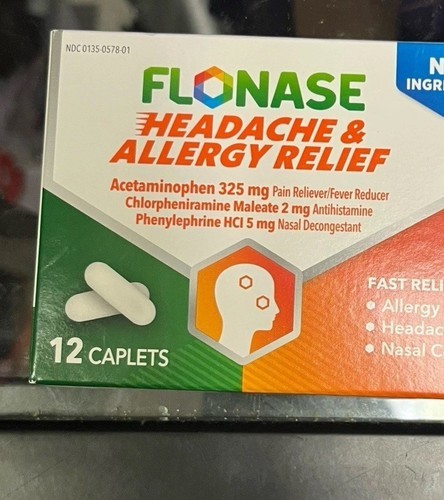 NDC 0135-0578-01
FLONASE
HEADACHE &
ALLERGY RELIEF
Acetaminophen 325 mg Pain Reliever/Fever Reducer
Chlorpheniramine Maleate 2 mg Antihistamine
Phenylephrine HCl 5 mg Nasal Decongestant
FAST
• Allergy
• Nasal
12 CAPLETS